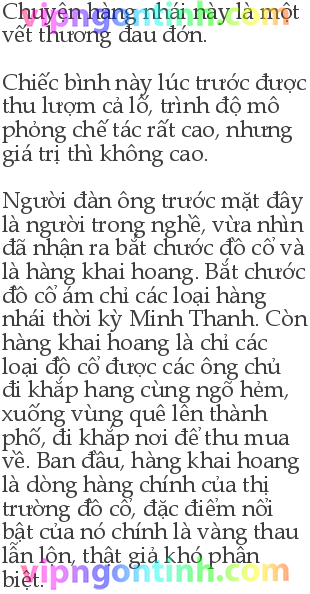 Chuyện hàng nhái này là một
vipngontinh.com
vết thương đau đớn.
Chiếc bình này lúc trước được
thu lượm cả lố, trình độ mô
phỏng chế tác rất cao, nhưng
giá trị thì không cao.
Người đàn ông trước mặt đây
là người trong nghề, vừa nhìn
đã nhận ra bắt chước đồ cổ và
là hàng khai hoang. Bắt chước
đồ cổ ám chỉ các loại hàng
nhái thời kỳ Minh Thanh. Còn
hàng khai hoang là chỉ các
loại đồ cổ được các ông chủ
đi khắp hang cùng ngõ hẻm,
xuống vùng quê lên thành
phố, đi khắp nơi để thu mua
về. Ban đầu, hàng khai hoang
là dòng hàng chính của thị
trường đồ cổ, đặc điểm nổi
bật của nó chính là vàng thau
lẫn lộn, thật giả khó phân
biệt.
vipngontinh.com